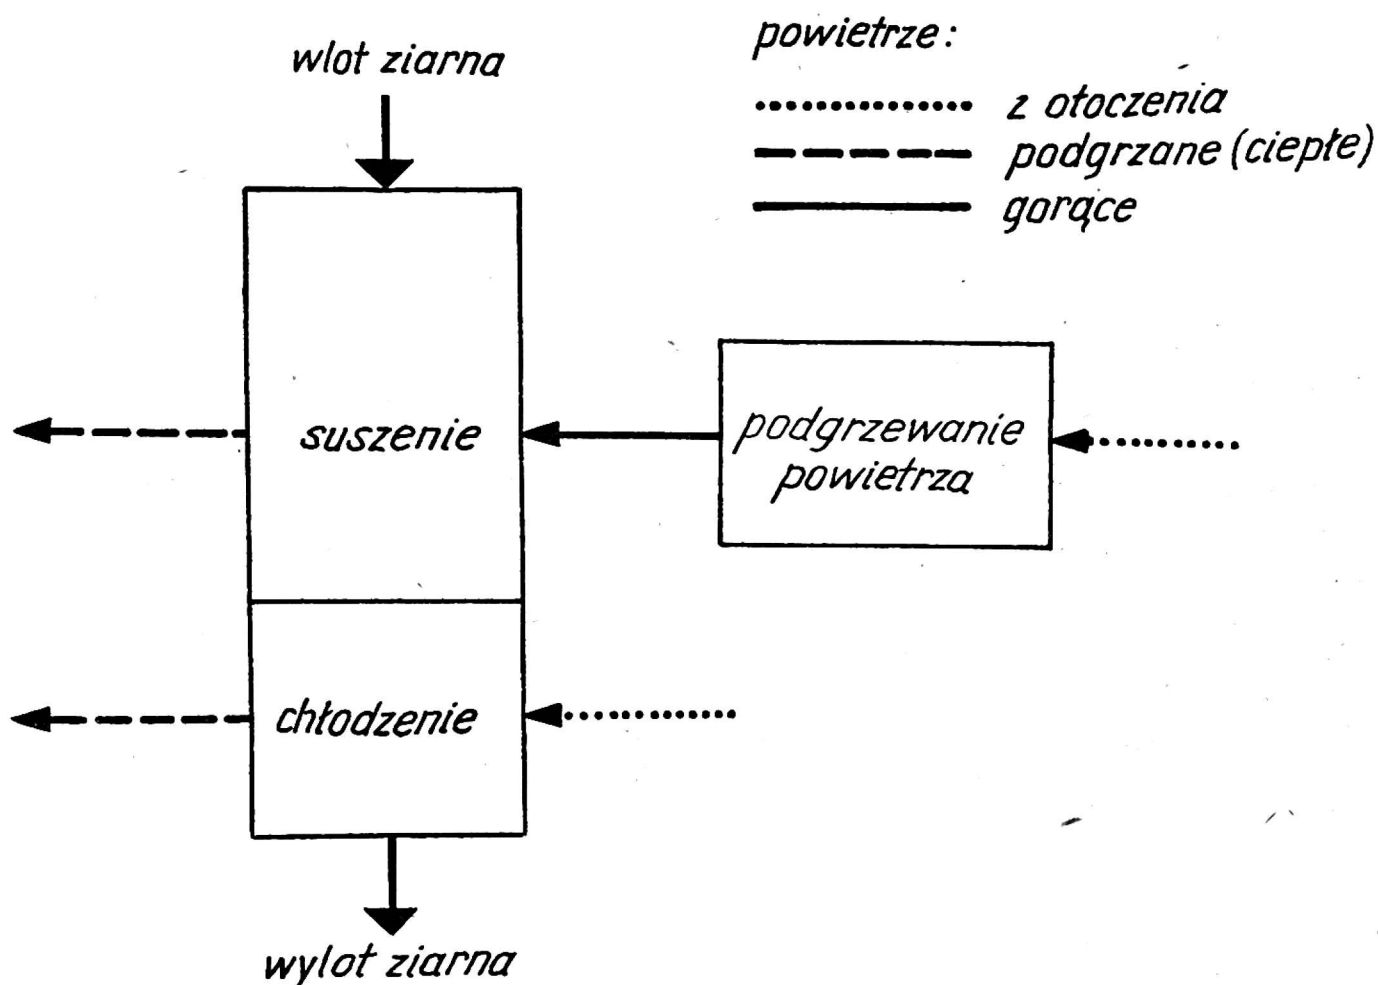 wlot ziarna
powietrze:
z otoczenia
podgrzane (ciepłe)
gorące
suszenie
podgrzewanie
powietrza
chłodzenie
wylot ziarna